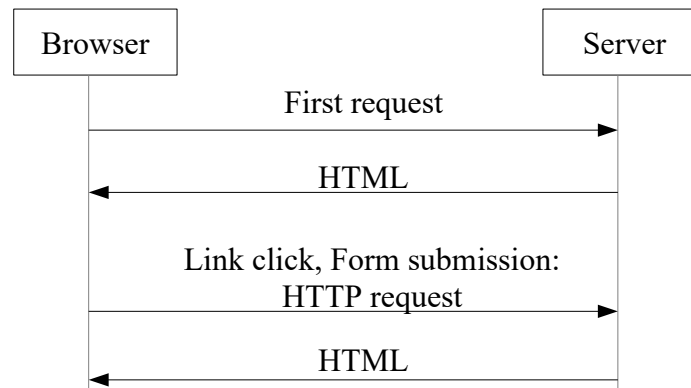 Browser
Server
First request
HTML
Link click, Form submission:
HTTP request
HTML